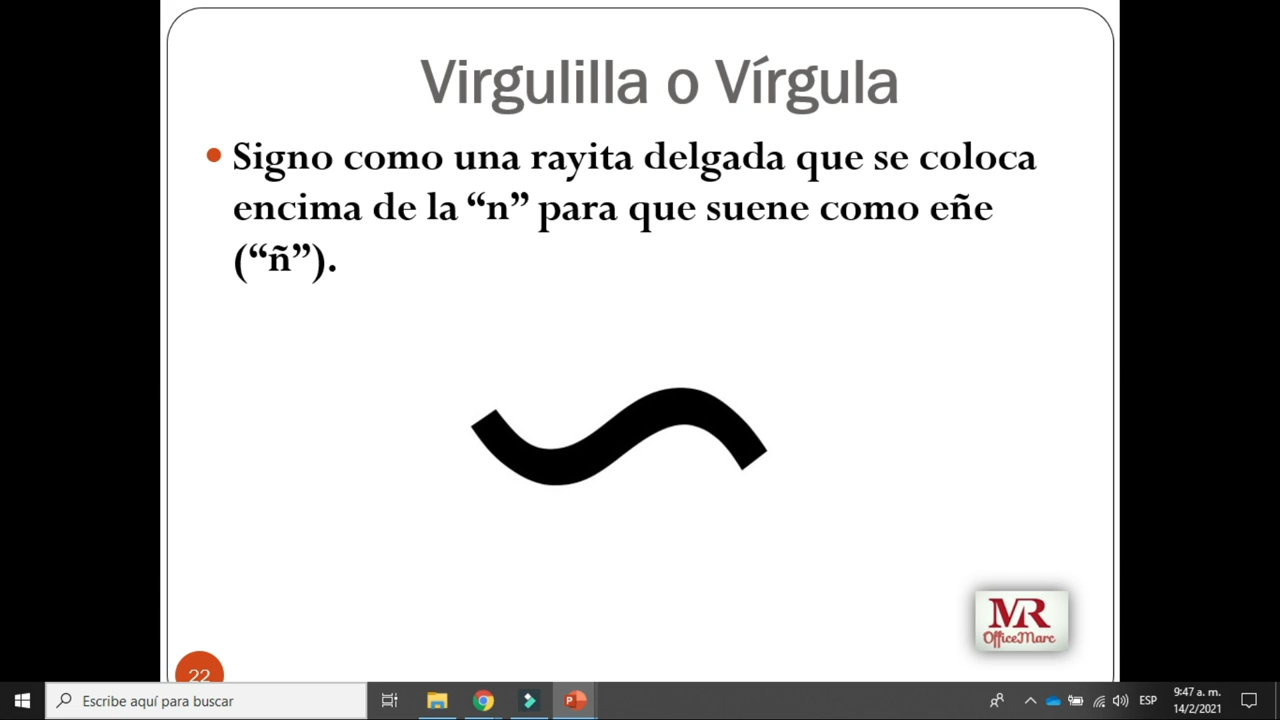 Virgulilla o Vírgula
• Signo como una rayita delgada que se coloca
encima de la “n” para que suene como eñe
(“ñ”).
MR
OfficeMarc
22
Escribe aquí para buscar
ESP
9:47 a. m.
14/2/2021